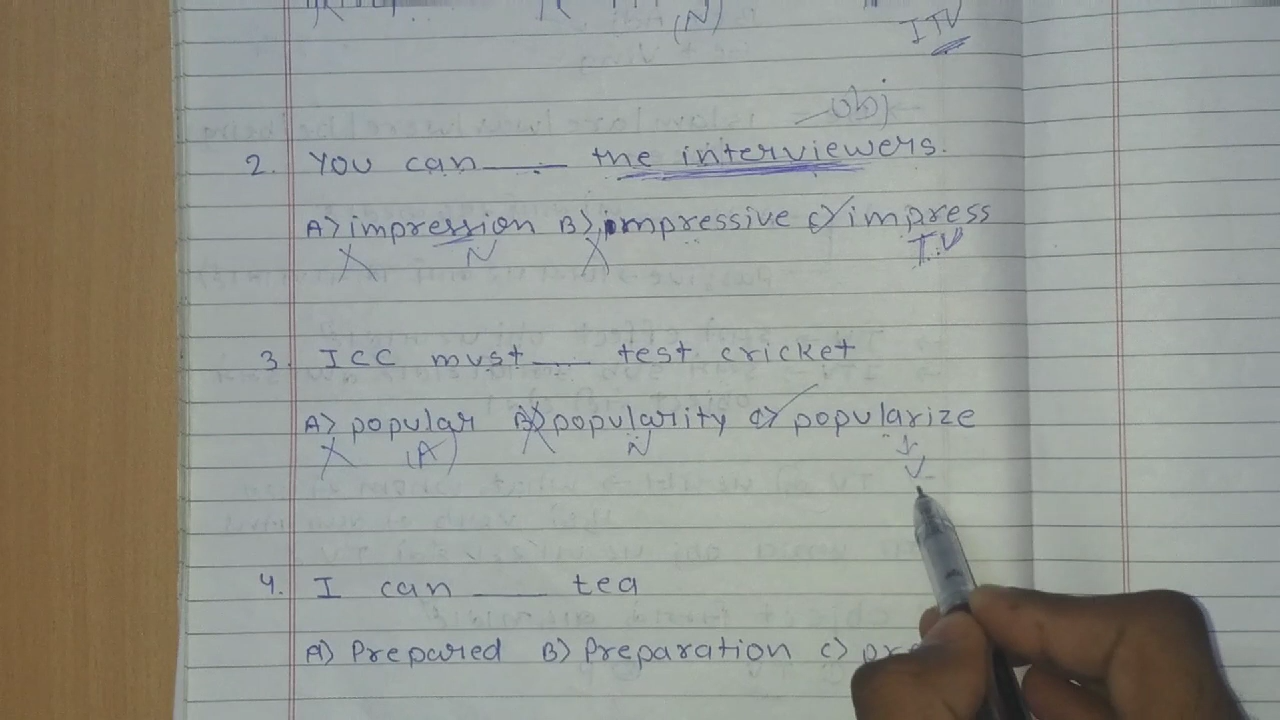 (N)
ITV
obj
2. You can ___ the interviewers.
A) impression B) impressive C) impress
N T.V
3. ICC must ___ test cricket
A) popular B) popularity C) popularize
(A) N V
4. I can ___ tea
A) Prepared B) Preparation C)